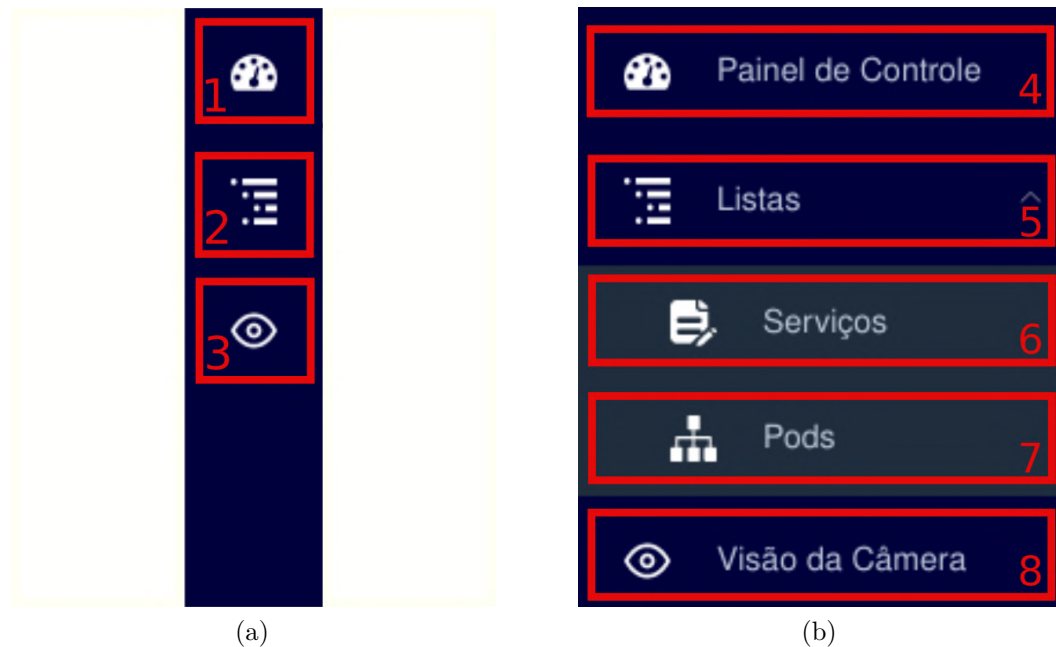 1
2
3
(a)
Painel de Controle
4
Listas
5
Serviços
6
Pods
7
Visão da Câmera
8
(b)